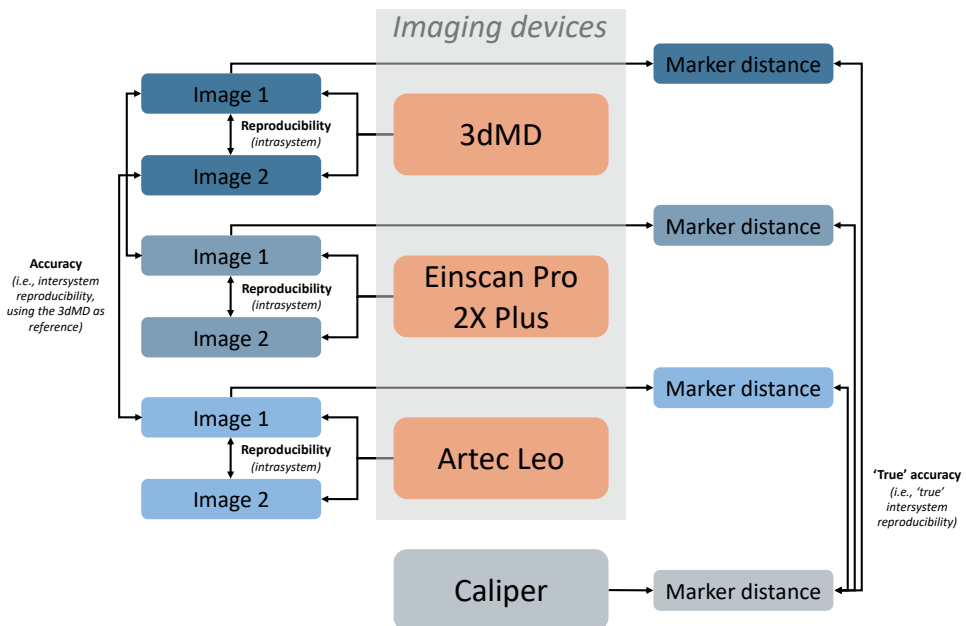 Imaging devices
Image 1
Marker distance
Reproducibility
(intrasystem)
3dMD
Image 2
Image 1
Marker distance
Accuracy
(i.e., intersystem
reproducibility,
using the 3dMD as
reference)
Reproducibility
(intrasystem)
Einscan Pro
2X Plus
Image 2
Image 1
Marker distance
Reproducibility
(intrasystem)
Artec Leo
Image 2
‘True’ accuracy
(i.e., ‘true’
intersystem
reproducibility)
Caliper
Marker distance